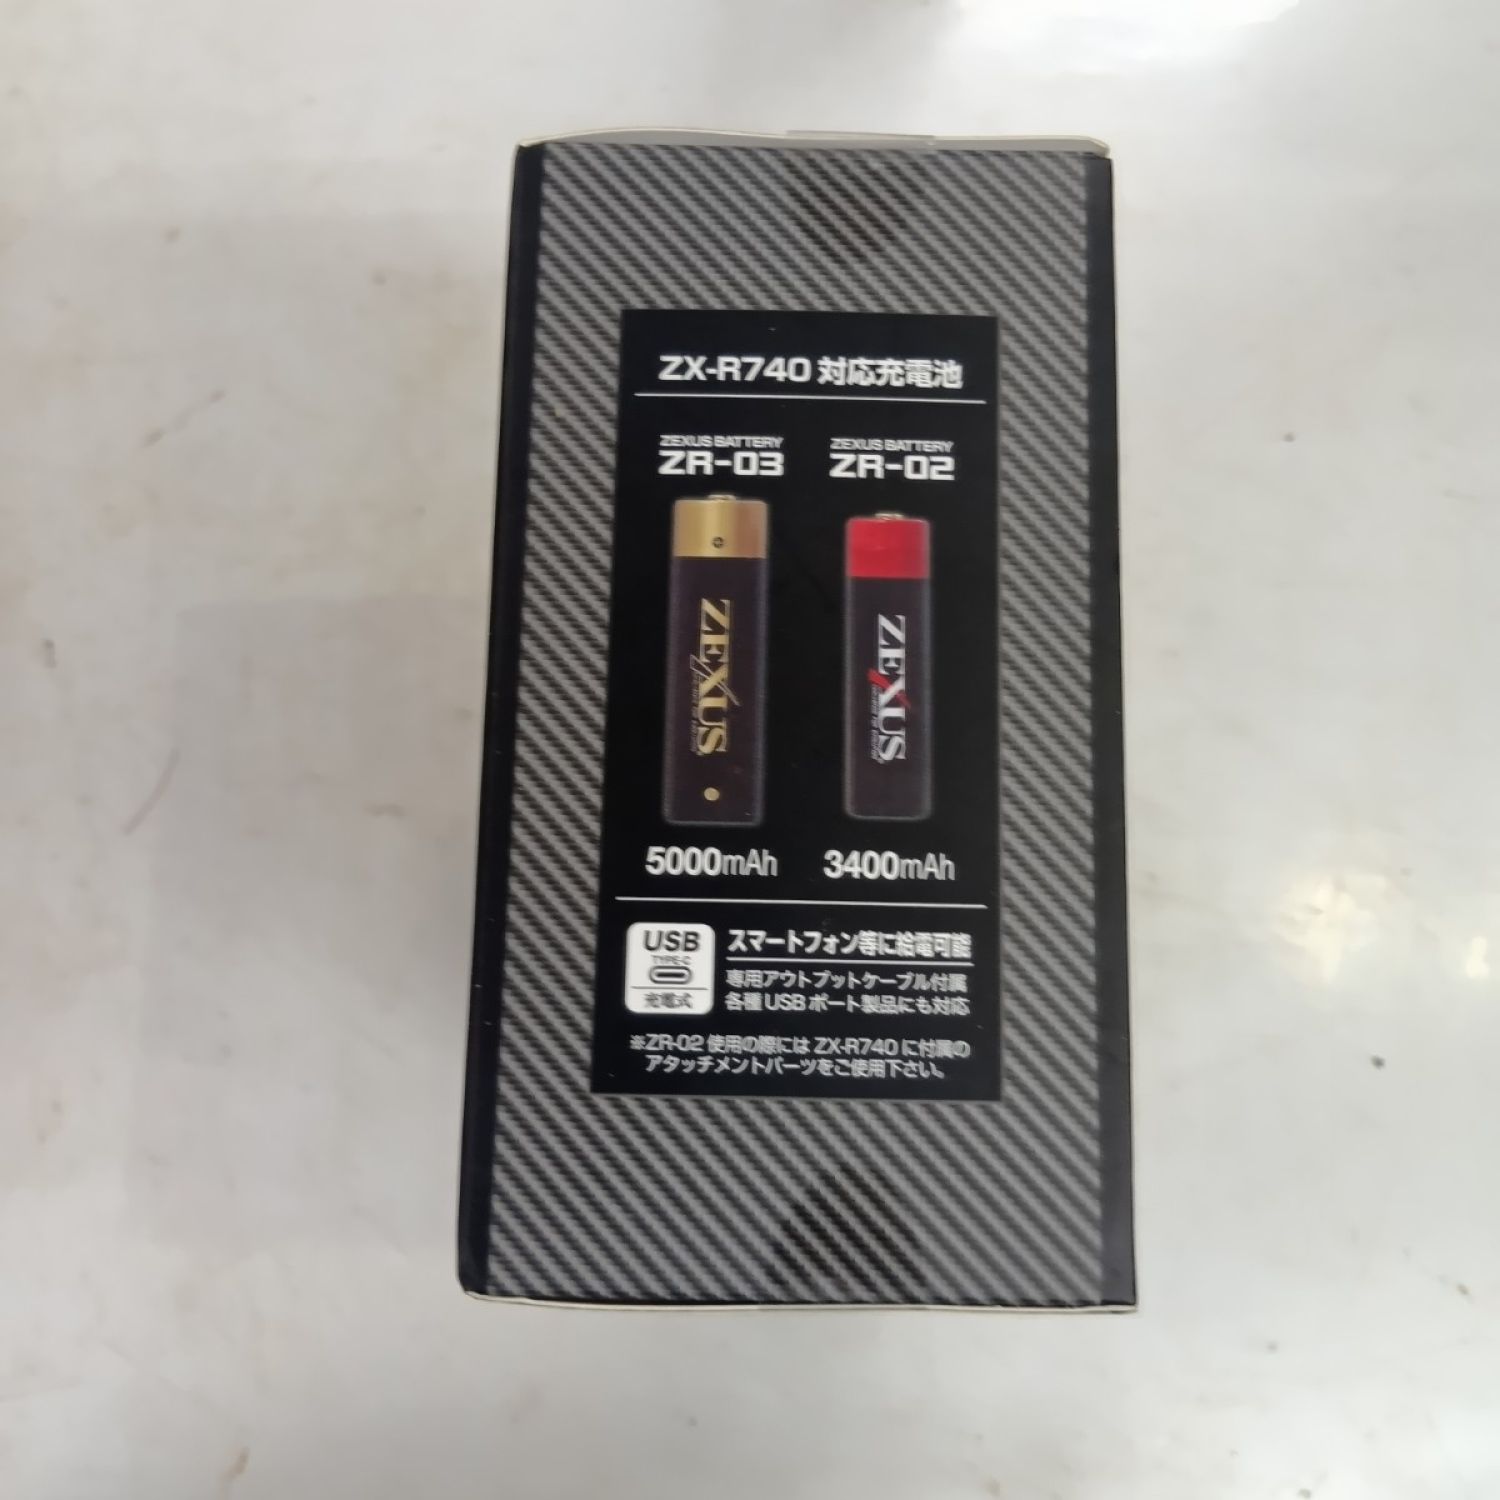 ZX-R740 対応充電池
ZEXUS BATTERY
ZR-03
ZEXUS BATTERY
ZR-02
ZEXUS
ZEXUS
5000mAh
3400mAh
USB
TYPE-C
充電式
スマートフォン等に給電可能
専用アウトプットケーブル付属
各種USBポート製品にも対応
※ZR-02 使用の際には ZX-R740 に付属の
アタッチメントパーツをご使用下さい。